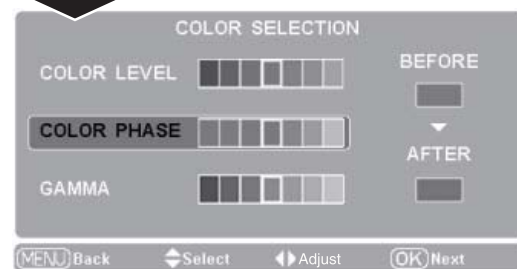 COLOR SELECTION
COLOR LEVEL
BEFORE
COLOR PHASE
AFTER
GAMMA
MENU Back Select Adjust OK Next